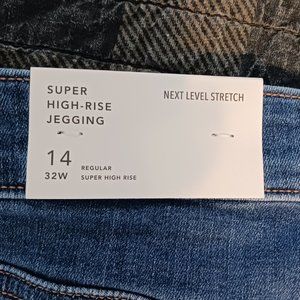 SUPER
HIGH-RISE
JEGGING
NEXT LEVEL STRETCH
14
32W
REGULAR
SUPER HIGH RISE